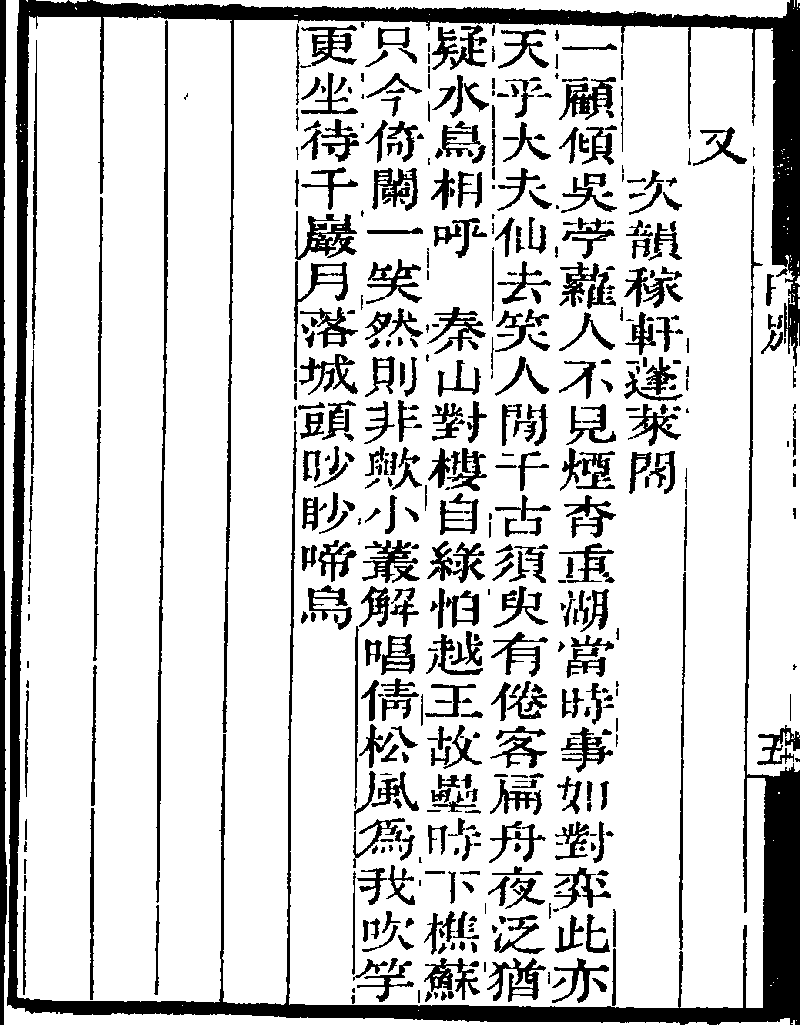 又
次韻稼軒蓬萊閣
一顧傾吳苧蘿人不見煙杳重湖當時事如對弈此亦
天乎大夫仙去笑人間千古須臾有倦客扁舟夜泛猶
疑水鳥相呼　秦山對樓自綠怕越王故壘時下樵蘇
只今倚闌一笑然則非歟小叢解唱倩松風為我吹竽
更坐待千巖月落城頭眇眇啼烏
五